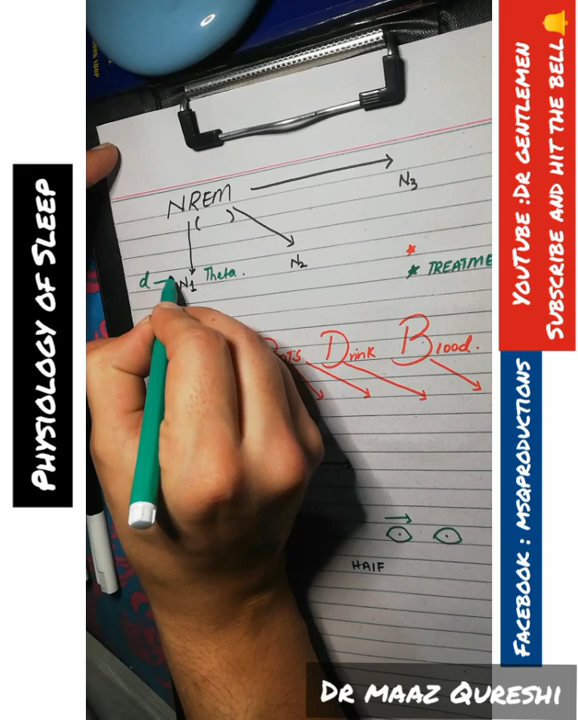 PHYSIOLOGY OF SLEEP
YOUTUBE :DR GENTLEMEN
SUBSCRIBE AND HIT THE BELL🔔
FACEBOOK : MSQPRODUCTIONS
NREM
( )
N3
N2
d N1 Theta.
* 
* TREATME
Drink Blood.
HAIF
DR MAAZ QURESHI